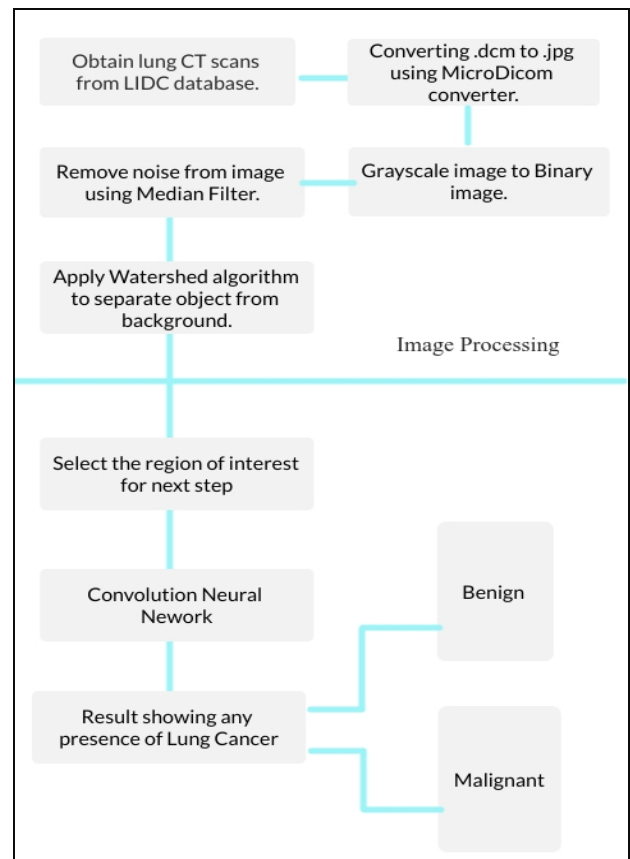 Obtain lung CT scans
from LIDC database.
Converting .dcm to .jpg
using MicroDicom
converter.
Grayscale image to Binary
image.
Remove noise from image
using Median Filter.
Apply Watershed algorithm
to separate object from
background.
Image Processing
Select the region of interest
for next step
Convolution Neural
Nework
Result showing any
presence of Lung Cancer
Benign
Malignant